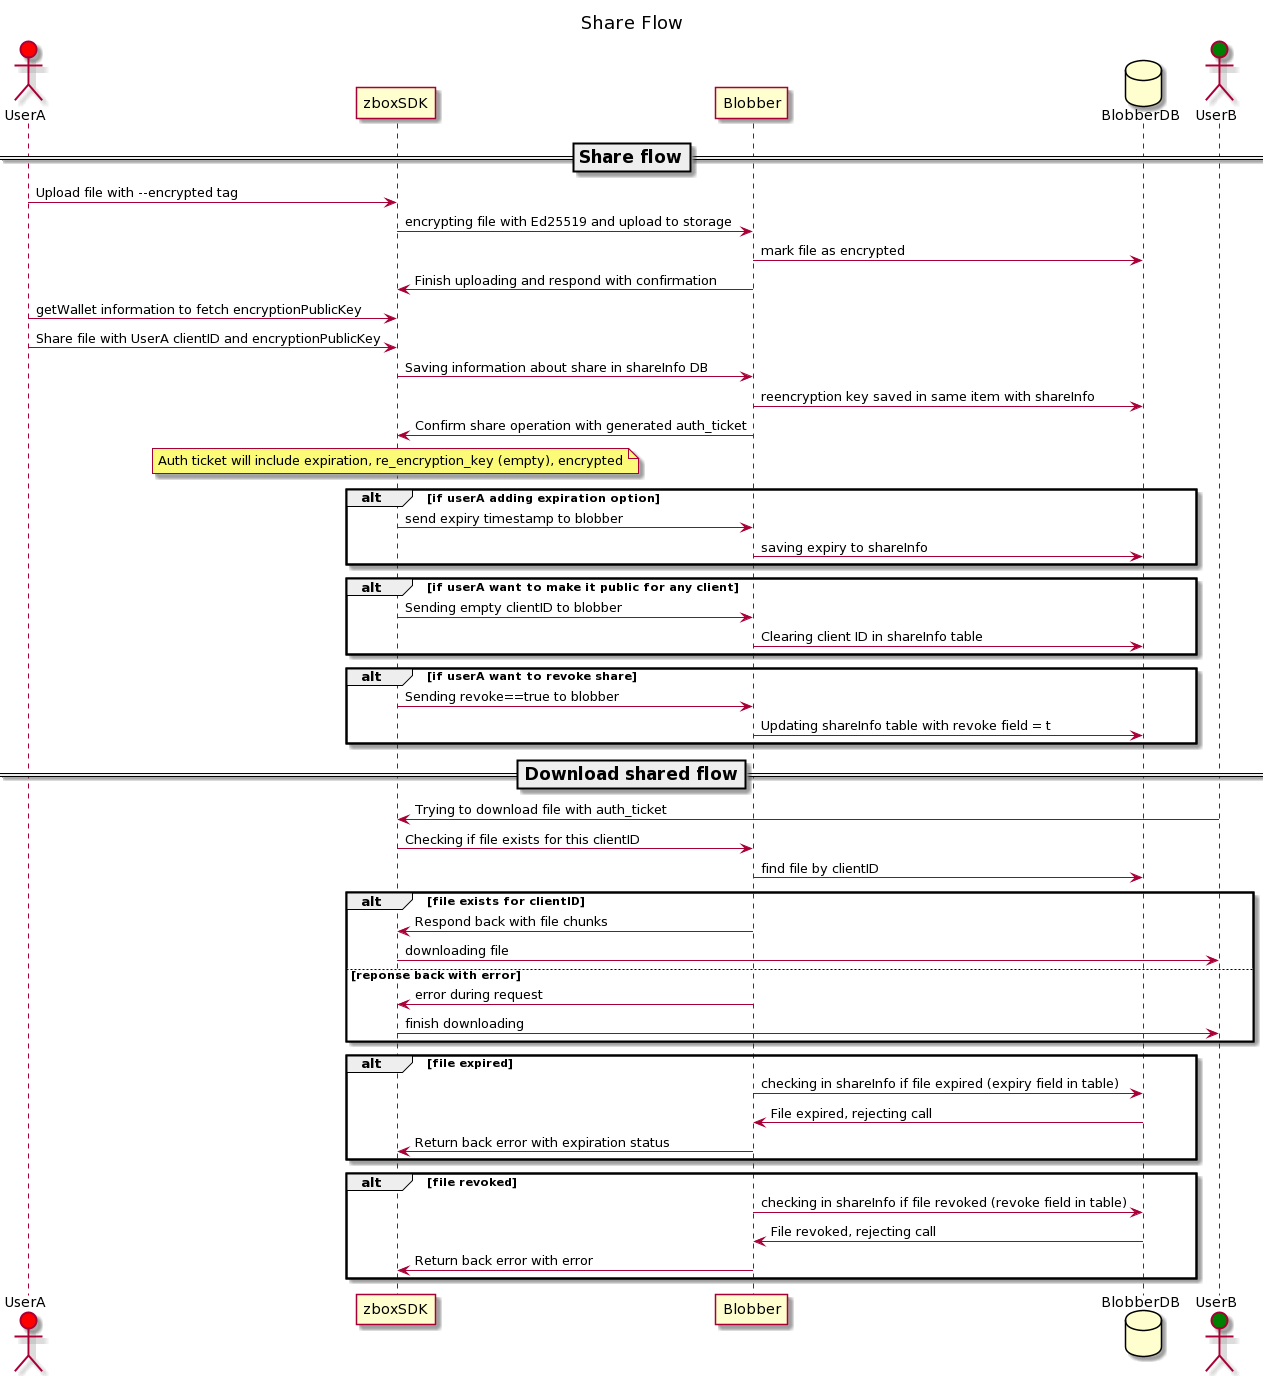 Share Flow
UserA
zboxSDK
Blobber
BlobberDB
UserB
Share flow
Upload file with --encrypted tag
encrypting file with Ed25519 and upload to storage
mark file as encrypted
Finish uploading and respond with confirmation
getWallet information to fetch encryptionPublicKey
Share file with UserA clientID and encryptionPublicKey
Saving information about share in shareInfo DB
reencryption key saved in same item with shareInfo
Confirm share operation with generated auth_ticket
Auth ticket will include expiration, re_encryption_key (empty), encrypted
alt [if userA adding expiration option]
send expiry timestamp to blobber
saving expiry to shareInfo
alt [if userA want to make it public for any client]
Sending empty clientID to blobber
Clearing client ID in shareInfo table
alt [if userA want to revoke share]
Sending revoke==true to blobber
Updating shareInfo table with revoke field = t
Download shared flow
Trying to download file with auth_ticket
Checking if file exists for this clientID
find file by clientID
alt [file exists for clientID]
Respond back with file chunks
downloading file
[reponse back with error]
error during request
finish downloading
alt [file expired]
checking in shareInfo if file expired (expiry field in table)
File expired, rejecting call
Return back error with expiration status
alt [file revoked]
checking in shareInfo if file revoked (revoke field in table)
File revoked, rejecting call
Return back error with error
UserA
zboxSDK
Blobber
BlobberDB
UserB